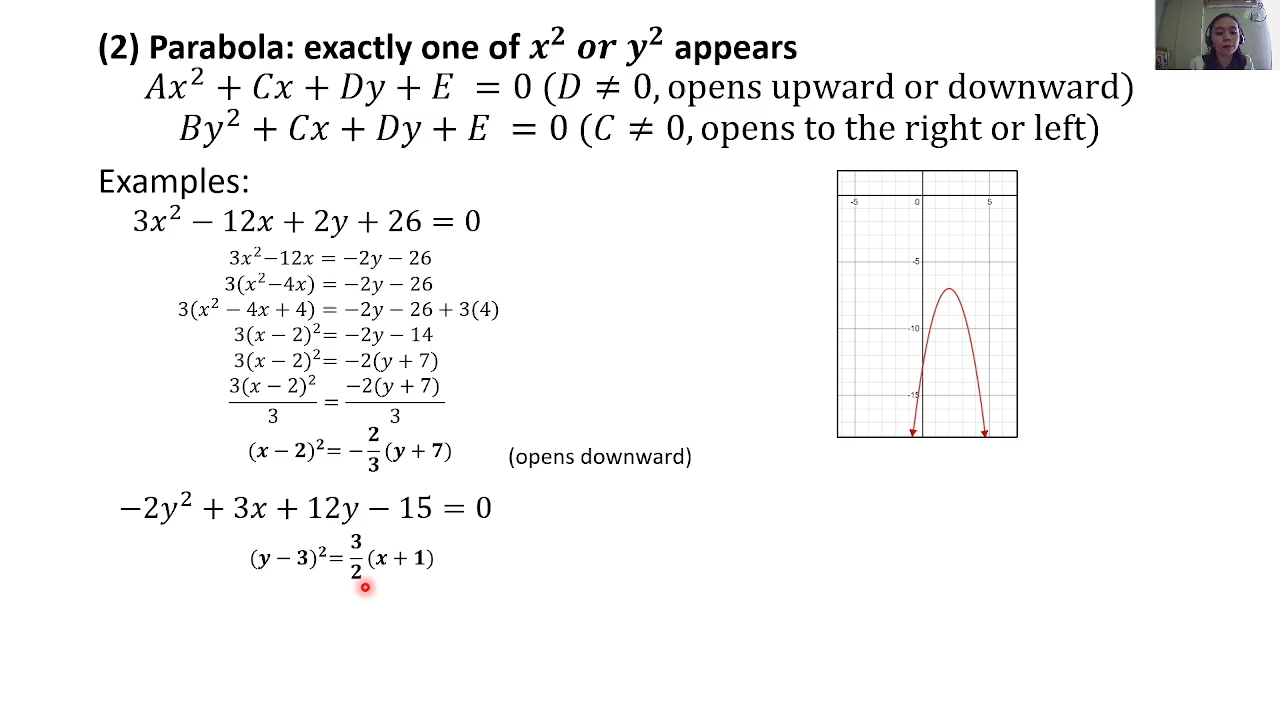 (2) Parabola: exactly one of x² or y² appears
Ax² + Cx + Dy + E = 0 (D ≠ 0, opens upward or downward)
By² + Cx + Dy + E = 0 (C ≠ 0, opens to the right or left)
Examples:
3x² − 12x + 2y + 26 = 0
3x²−12x = −2y − 26
3(x²−4x) = −2y − 26
3(x² − 4x + 4) = −2y − 26 + 3(4)
3(x − 2)²= −2y − 14
3(x − 2)²= −2(y + 7)
3(x − 2)²/3 = −2(y + 7)/3
(x − 2)²= −2/3(y + 7)
(opens downward)
−2y² + 3x + 12y − 15 = 0
(y − 3)²= 3/2(x + 1)
-5 0 5
-5
-10
-15